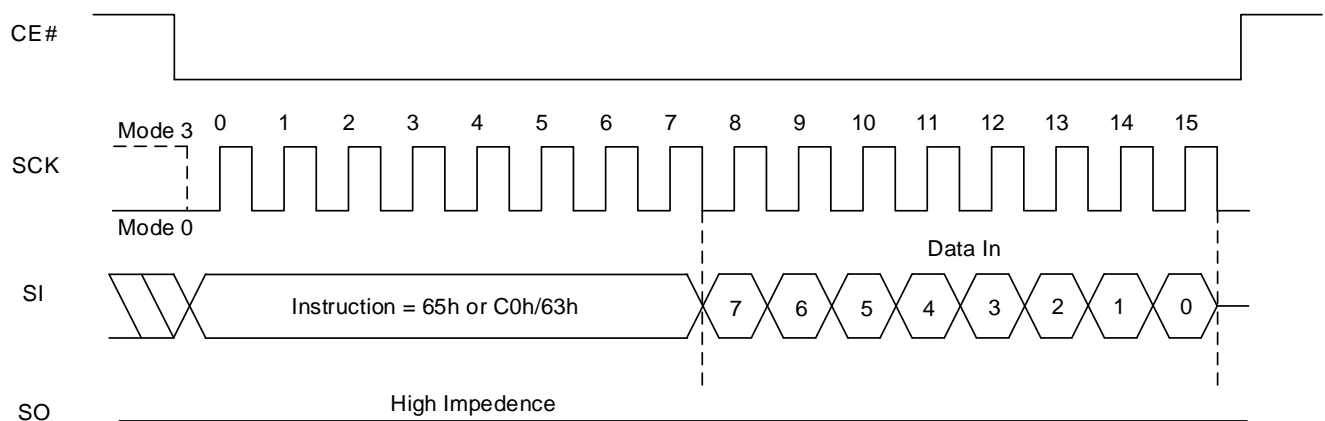 CE#
Mode 3 0 1 2 3 4 5 6 7 8 9 10 11 12 13 14 15
SCK
Mode 0
Data In
SI Instruction = 65h or C0h/63h 7 6 5 4 3 2 1 0
High Impedence
SO